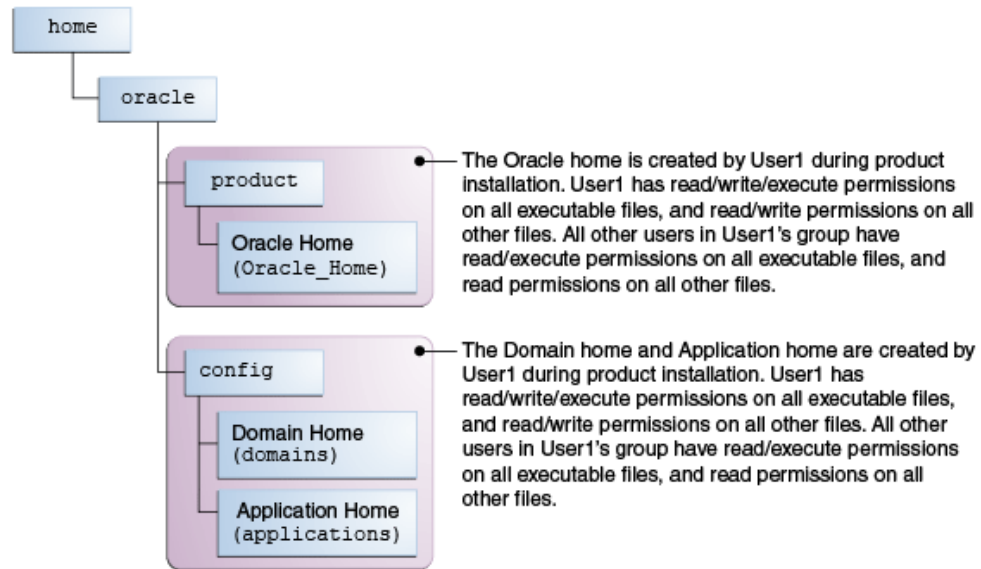 home
oracle
product
Oracle Home
(Oracle_Home)
The Oracle home is created by User1 during product
installation. User1 has read/write/execute permissions
on all executable files, and read/write permissions on all
other files. All other users in User1's group have
read/execute permissions on all executable files, and
read permissions on all other files.
config
Domain Home
(domains)
Application Home
(applications)
The Domain home and Application home are created by
User1 during product installation. User1 has
read/write/execute permissions on all executable files,
and read/write permissions on all other files. All other
users in User1's group have read/execute permissions
on all executable files, and read permissions on all
other files.